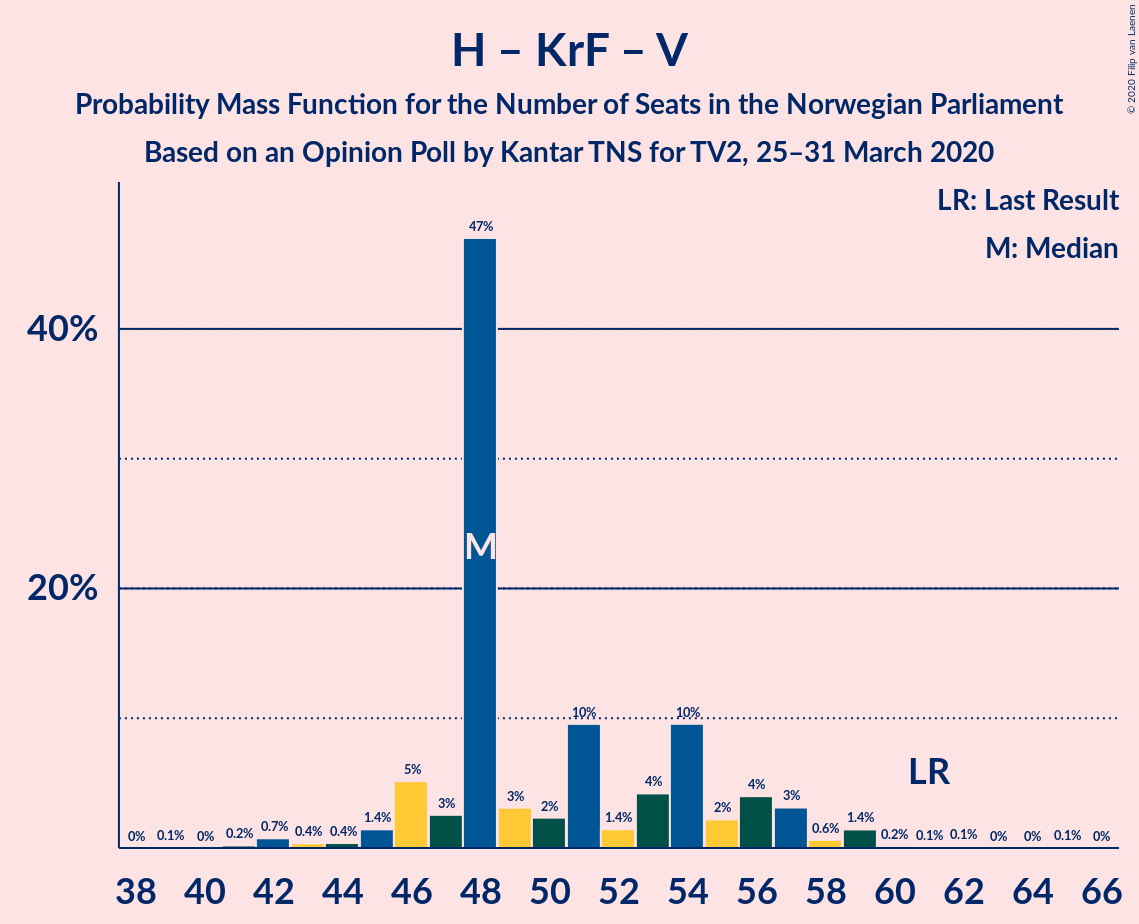 H – KrF – V
Probability Mass Function for the Number of Seats in the Norwegian Parliament
Based on an Opinion Poll by Kantar TNS for TV2, 25–31 March 2020
© 2020 Filip van Laenen
LR: Last Result
M: Median
40%
20%
47%
M
LR
0% 0.1% 0% 0.2% 0.7% 0.4% 0.4% 1.4% 5% 3% 3% 2% 10% 1.4% 4% 10% 2% 4% 3% 0.6% 1.4% 0.2% 0.1% 0.1% 0% 0% 0.1% 0%
38 40 42 44 46 48 50 52 54 56 58 60 62 64 66